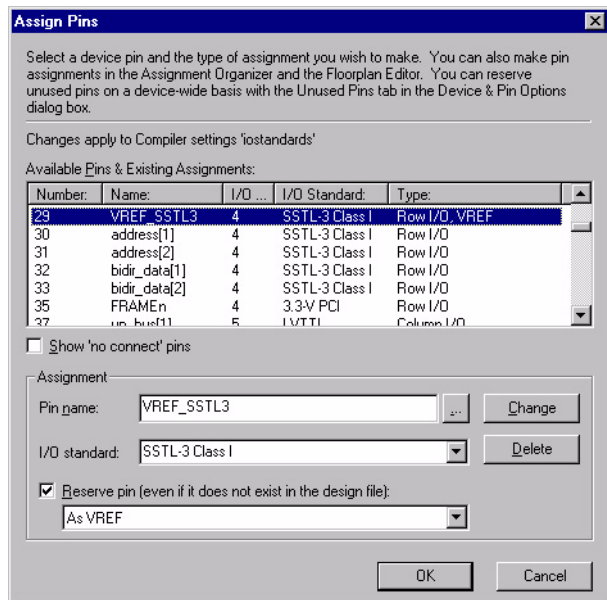 Assign Pins
Select a device pin and the type of assignment you wish to make. You can also make pin
assignments in the Assignment Organizer and the Floorplan Editor. You can reserve
unused pins on a device-wide basis with the Unused Pins tab in the Device & Pin Options
dialog box.
Changes apply to Compiler settings 'iostandards'
Available Pins & Existing Assignments:
Number: Name: I/O ... I/O Standard: Type:
29 VREF_SSTL3 4 SSTL-3 Class I Row I/O, VREF
30 address[1] 4 SSTL-3 Class I Row I/O
31 address[2] 4 SSTL-3 Class I Row I/O
32 bidir_data[1] 4 SSTL-3 Class I Row I/O
33 bidir_data[2] 4 SSTL-3 Class I Row I/O
35 FRAMEn 4 3.3-V PCI Row I/O
37 up_bus[1] 5 LVTTL Column I/O
Show 'no connect' pins
Assignment
Pin name: VREF_SSTL3 ... Change
I/O standard: SSTL-3 Class I Delete
Reserve pin (even if it does not exist in the design file):
As VREF
OK Cancel